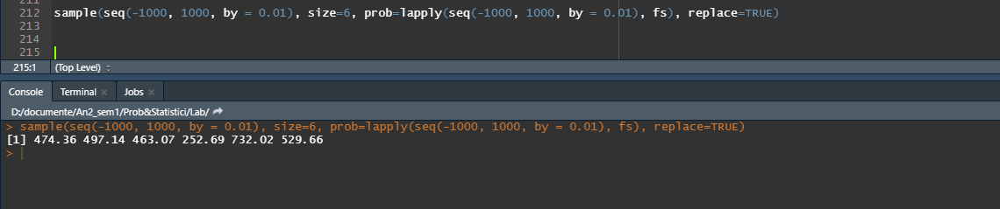 211
212 sample(seq(-1000, 1000, by = 0.01), size=6, prob=lapply(seq(-1000, 1000, by = 0.01), fs), replace=TRUE)
213
214
215
215:1 (Top Level)
Console Terminal Jobs
D:/documente/An2_sem1/Prob&Statistici/Lab/
> sample(seq(-1000, 1000, by = 0.01), size=6, prob=lapply(seq(-1000, 1000, by = 0.01), fs), replace=TRUE)
[1] 474.36 497.14 463.07 252.69 732.02 529.66
>